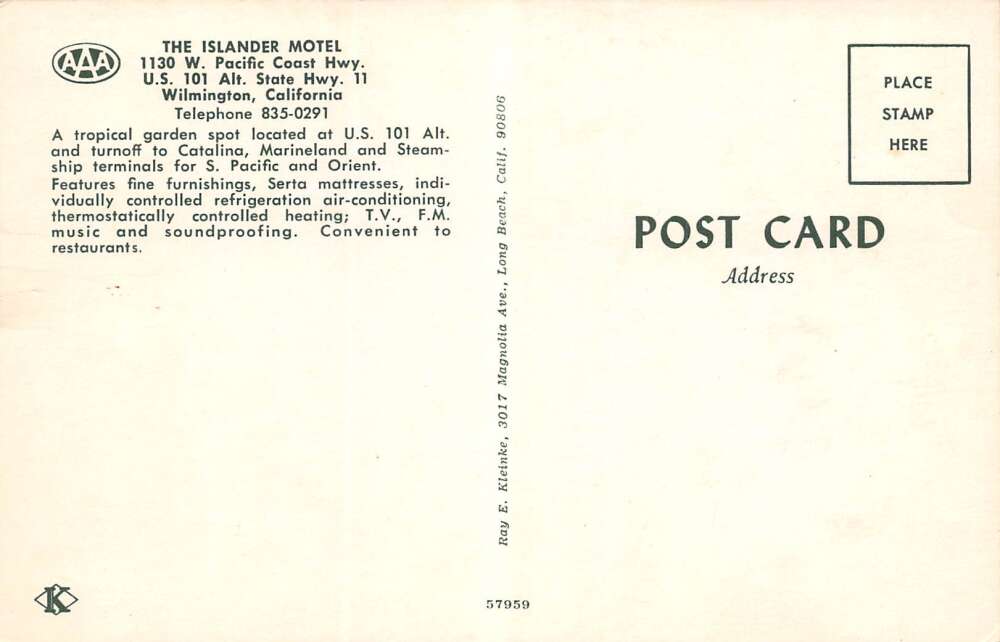 AAA
THE ISLANDER MOTEL
1130 W. Pacific Coast Hwy.
U.S. 101 Alt. State Hwy. 11
Wilmington, California
Telephone 835-0291
A tropical garden spot located at U.S. 101 Alt.
and turnoff to Catalina, Marineland and Steam-
ship terminals for S. Pacific and Orient.
Features fine furnishings, Serta mattresses, indi-
vidually controlled refrigeration air-conditioning,
thermostatically controlled heating; T.V., F.M.
music and soundproofing. Convenient to
restaurants.
K
Ray E. Kleinke, 3017 Magnolia Ave., Long Beach, Calif. 90806
57959
PLACE
STAMP
HERE
POST CARD
Address